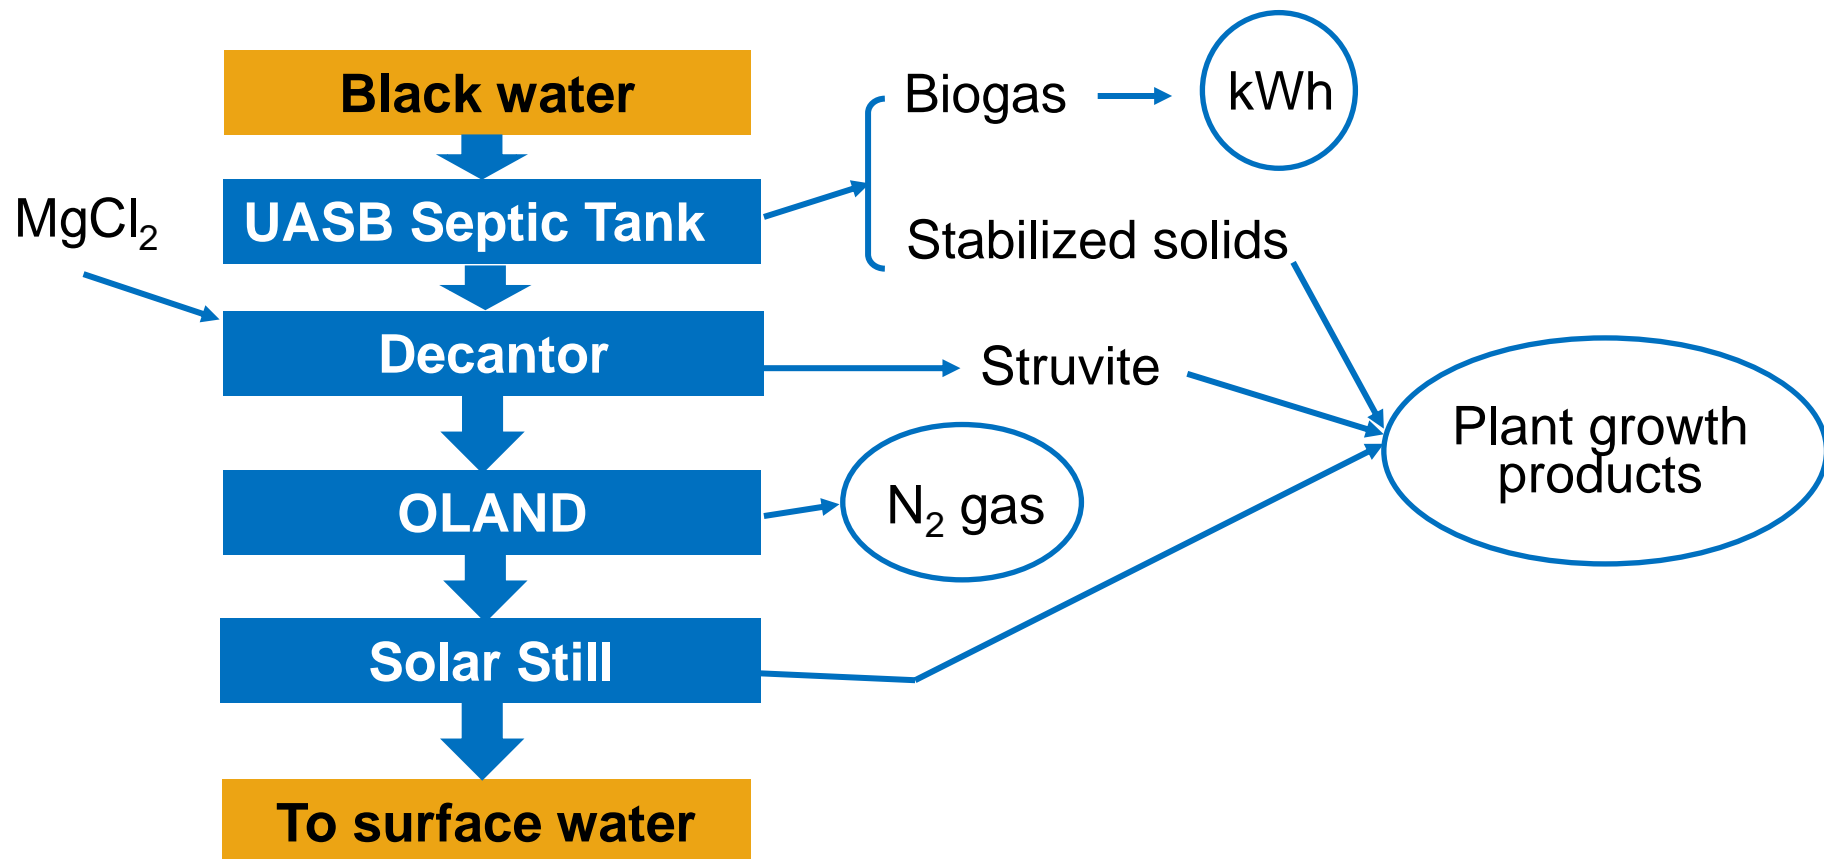 Black water
Biogas
kWh
MgCl₂
UASB Septic Tank
Stabilized solids
Decantor
Struvite
Plant growth
products
OLAND
N₂ gas
Solar Still
To surface water